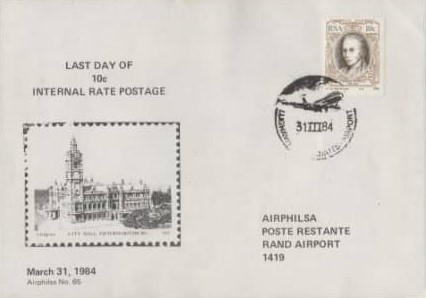 LAST DAY OF
10c
INTERNAL RATE POSTAGE
RSA 10c
31 III 84
AIRPORT
CITY HALL, PIETERMARITZBURG
AIRPHILSA
POSTE RESTANTE
RAND AIRPORT
1419
March 31, 1984
Airphilsa No. 65